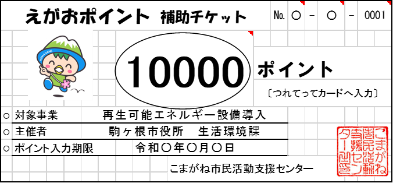 えがおポイント 補助チケット No. 〇 - 〇 - 0001
10000 ポイント
〔つれてってカードへ入力〕
○ 対象事業 再生可能エネルギー設備導入
○ 主催者 駒ヶ根市役所 生活環境課
○ ポイント入力期限 令和〇年〇月〇日
こまがね市民活動支援センター